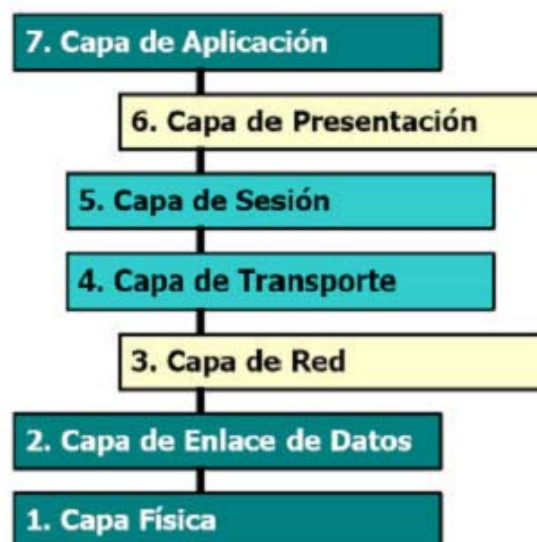 7. Capa de Aplicación
6. Capa de Presentación
5. Capa de Sesión
4. Capa de Transporte
3. Capa de Red
2. Capa de Enlace de Datos
1. Capa Física